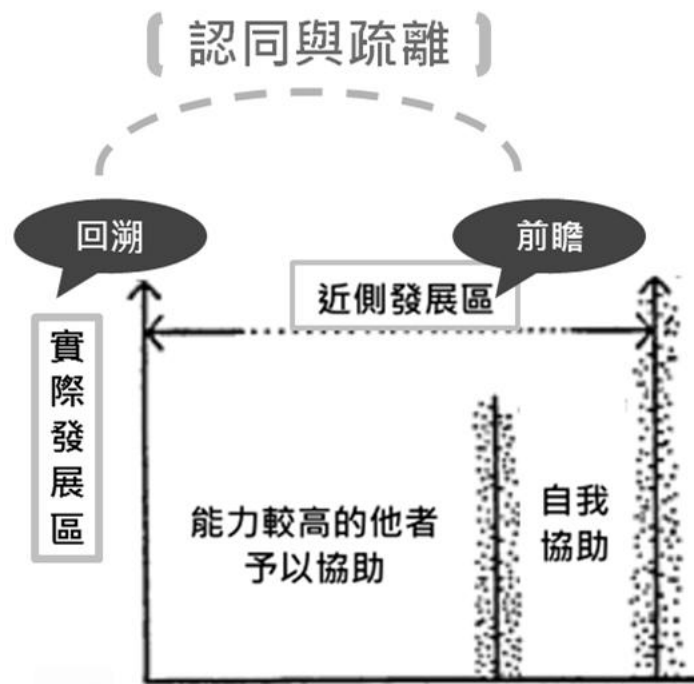 認同與疏離
回溯
前瞻
近側發展區
實際發展區
能力較高的他者
予以協助
自我
協助